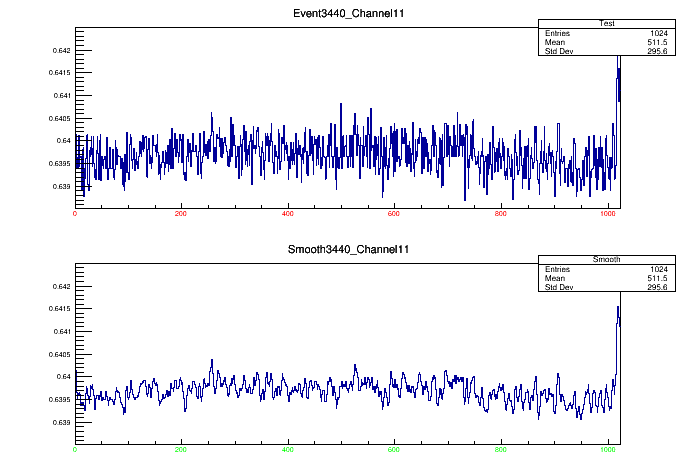 Event3440_Channel11
Test
Entries 1024
Mean 511.5
Std Dev 295.6
0.642
0.6415
0.641
0.6405
0.64
0.6395
0.639
0 200 400 600 800 1000
Smooth3440_Channel11
Smooth
Entries 1024
Mean 511.5
Std Dev 295.6
0.642
0.6415
0.641
0.6405
0.64
0.6395
0.639
0 200 400 600 800 1000